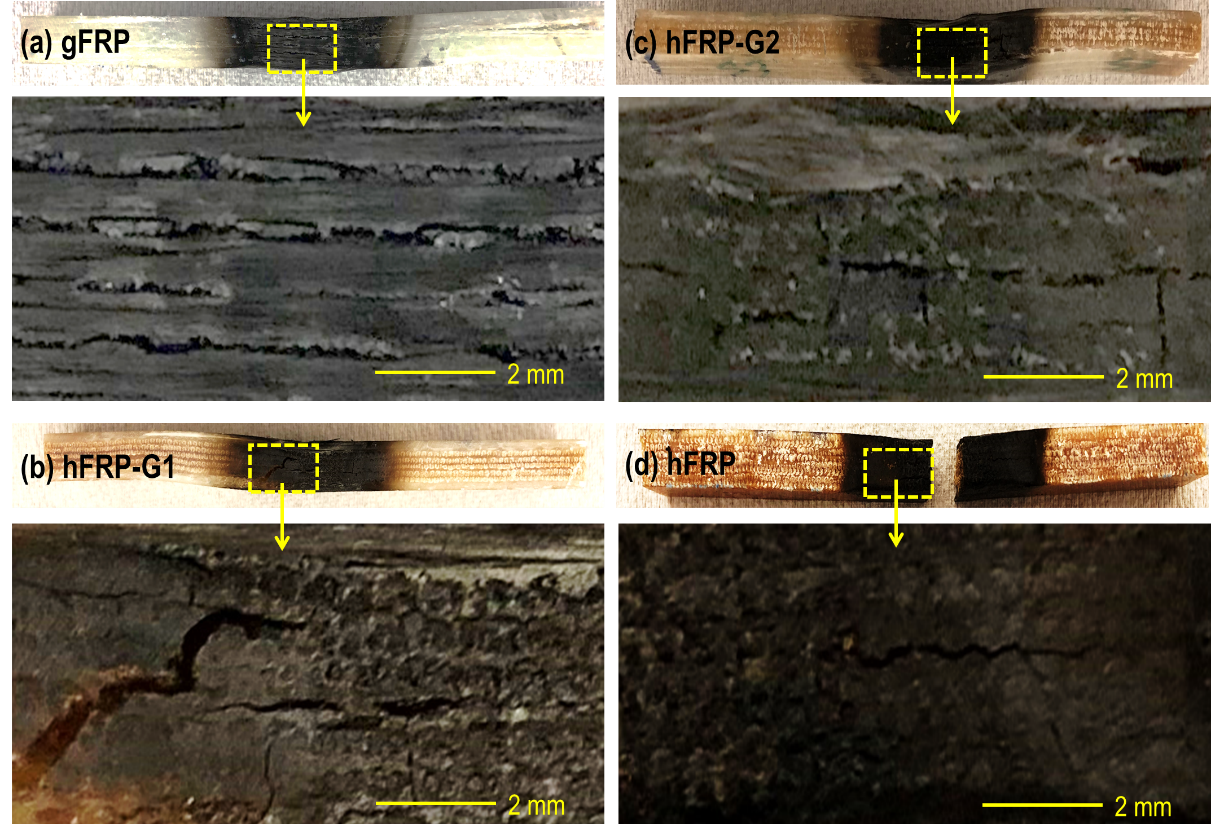 (a) gFRP
2 mm
(b) hFRP-G1
2 mm
(c) hFRP-G2
2 mm
(d) hFRP
2 mm